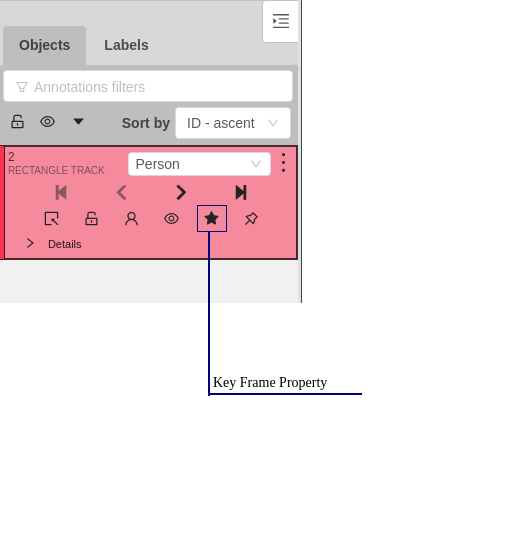 Objects Labels
Annotations filters
Sort by ID - ascent
2 Person
RECTANGLE TRACK
Details
Key Frame Property